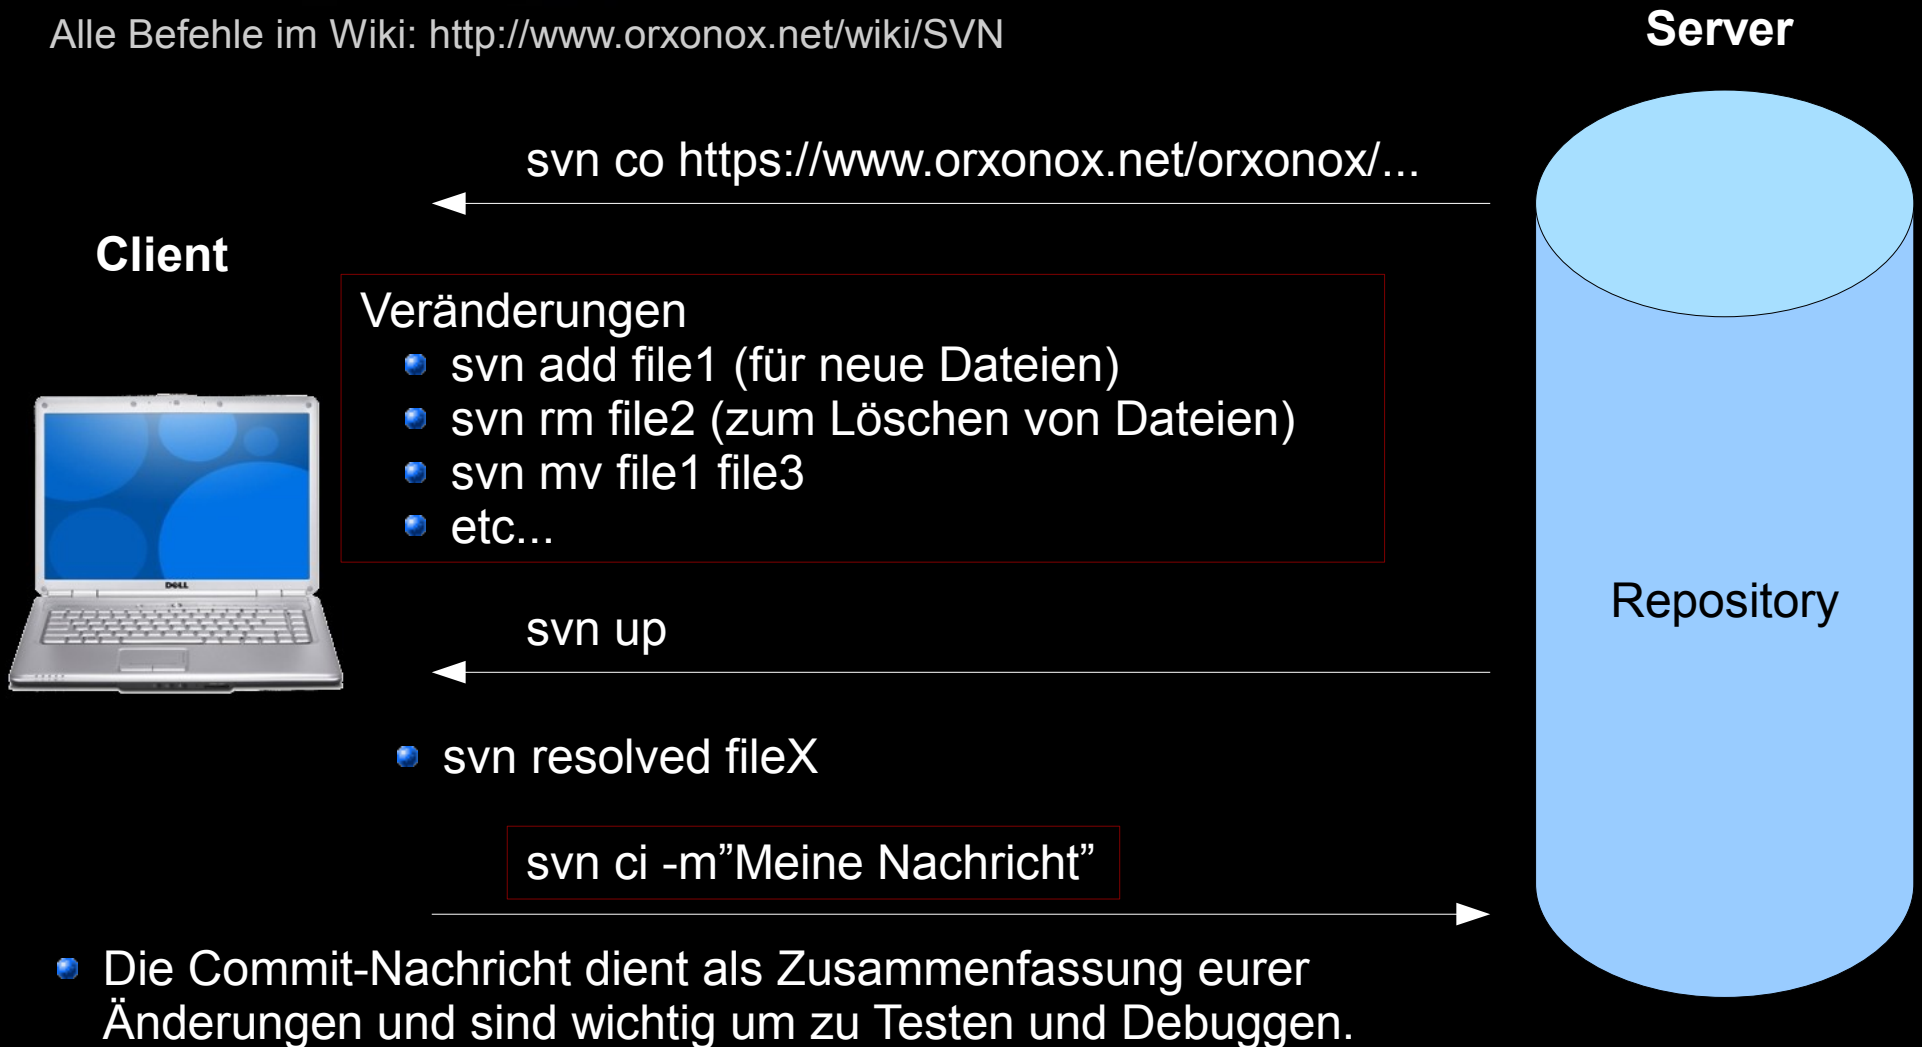 Alle Befehle im Wiki: http://www.orxonox.net/wiki/SVN
Server
svn co https://www.orxonox.net/orxonox/...
Client
Veränderungen
svn add file1 (für neue Dateien)
svn rm file2 (zum Löschen von Dateien)
svn mv file1 file3
etc...
DELL
Repository
svn up
svn resolved fileX
svn ci -m”Meine Nachricht”
Die Commit-Nachricht dient als Zusammenfassung eurer
Änderungen und sind wichtig um zu Testen und Debuggen.